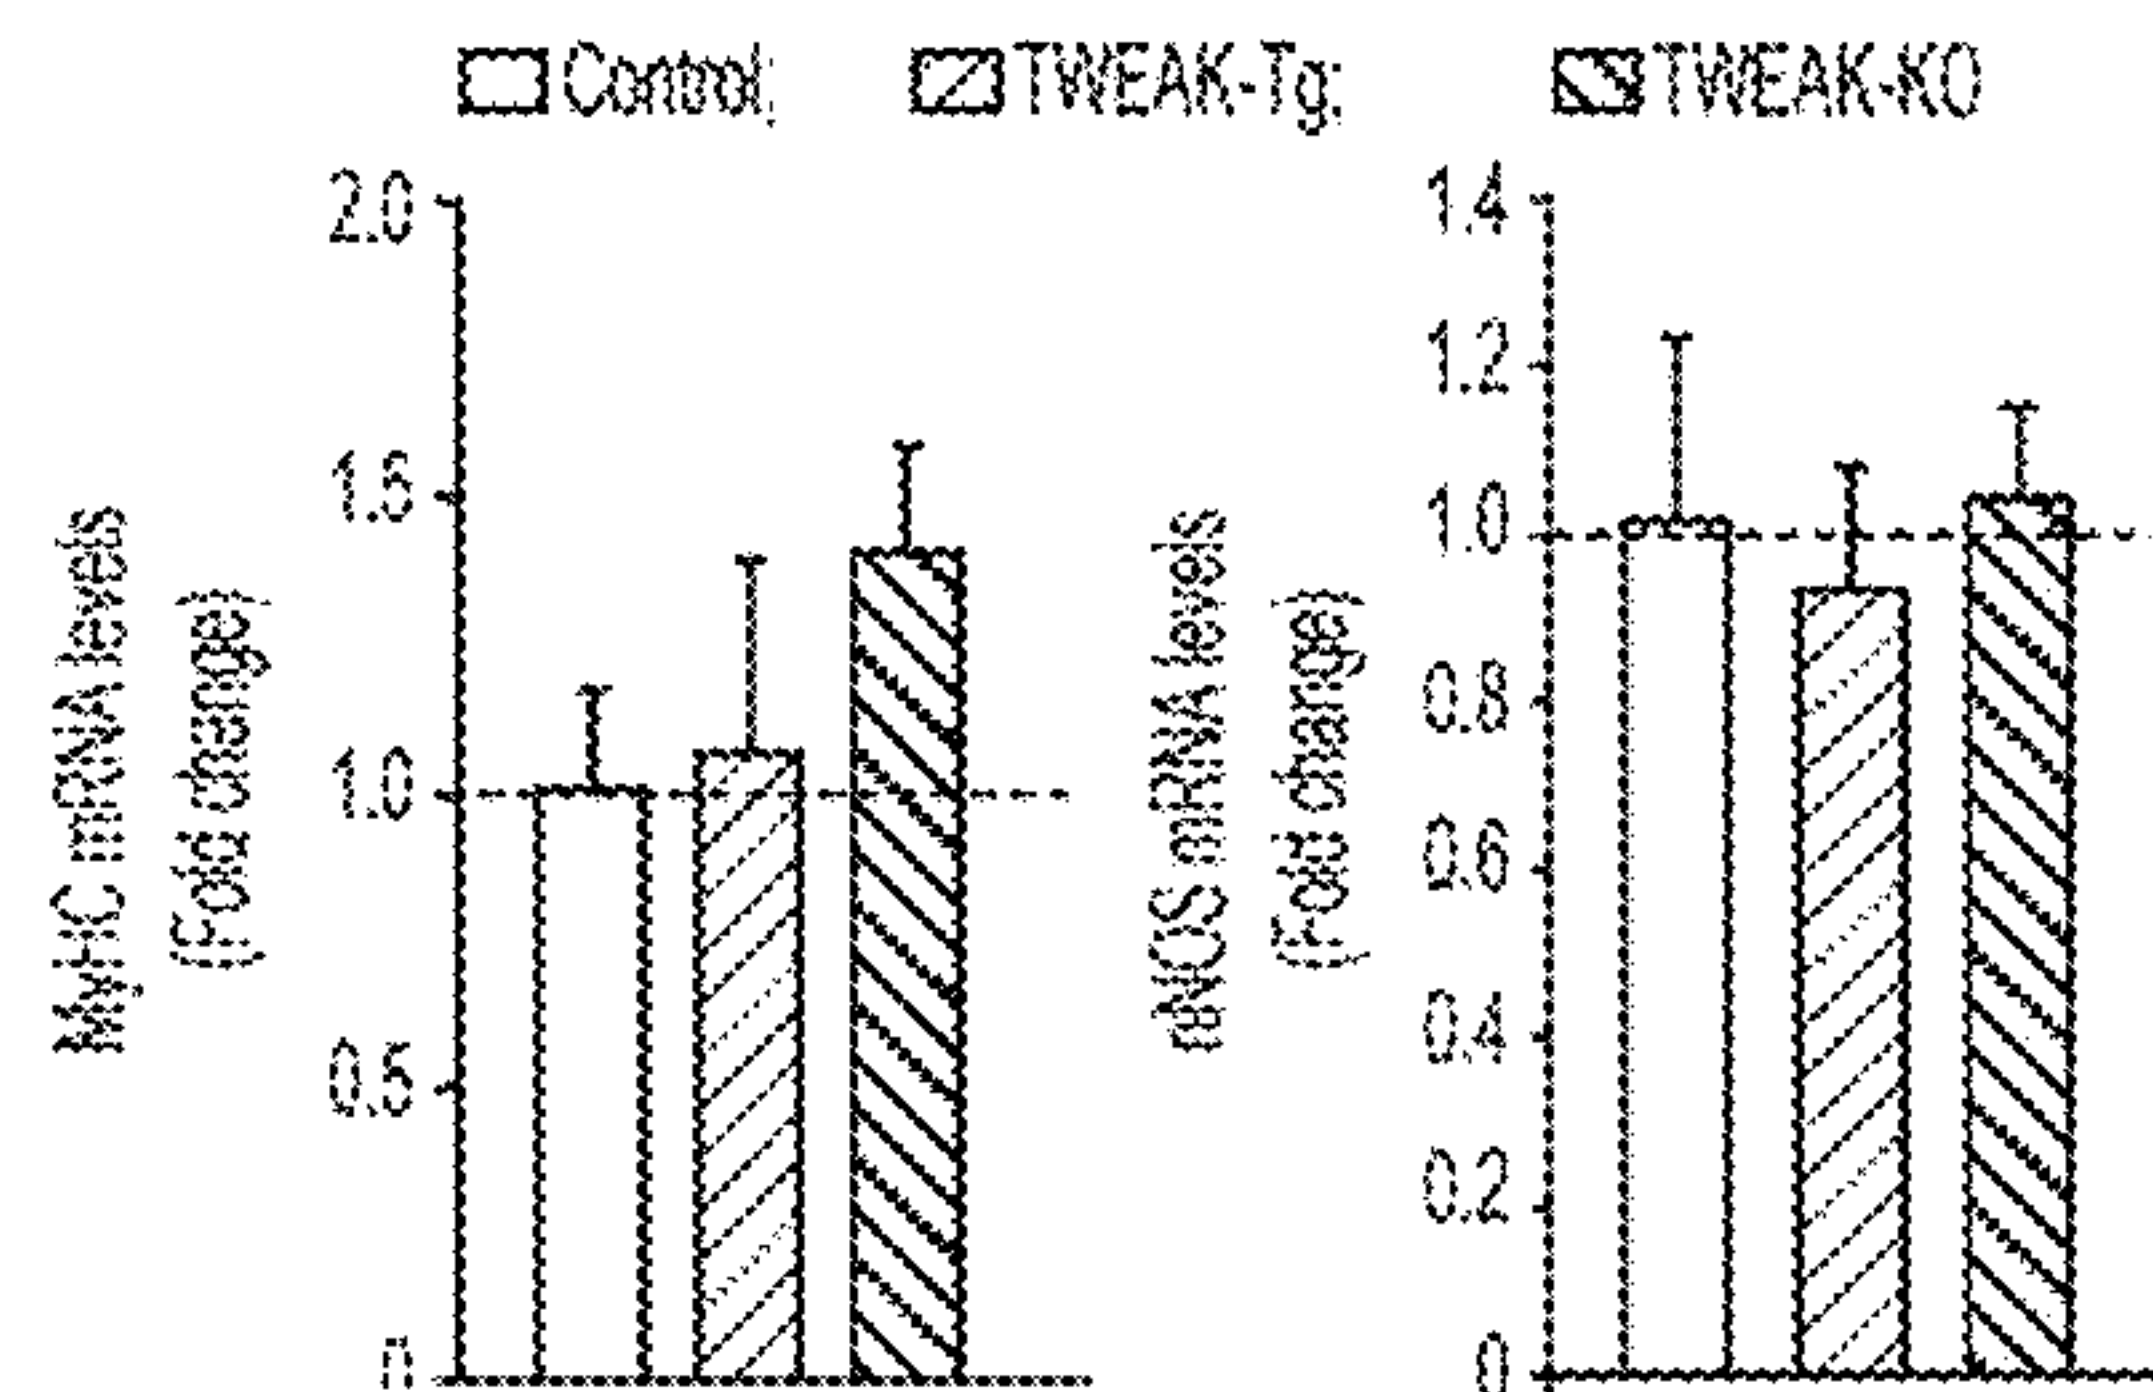 Control; TWEAK-Tg; TWEAK-KO
MyHC mRNA levels
(Fold change)
2.0
1.5
1.0
0.5
0
nNOS mRNA levels
(Fold change)
1.4
1.2
1.0
0.8
0.6
0.4
0.2
0